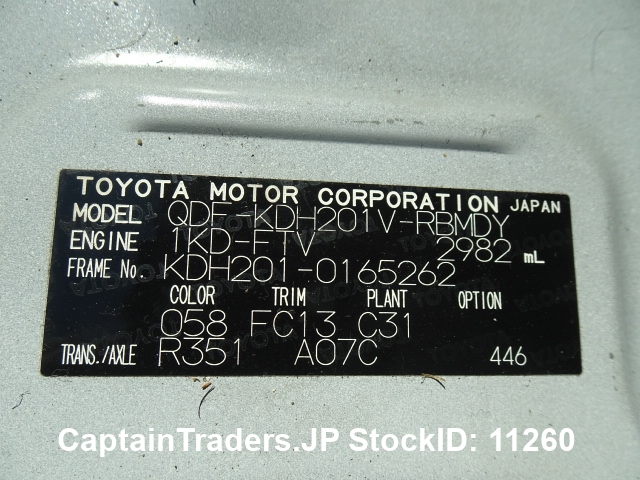 TOYOTA MOTOR CORPORATION JAPAN
MODEL QDF-KDH201V-RBMDY
ENGINE 1KD-FTV 2982 mL
FRAME No. KDH201-0165262
COLOR TRIM PLANT OPTION
058 FC13 C31
TRANS./AXLE R351 A07C 446
CaptainTraders.JP StockID: 11260